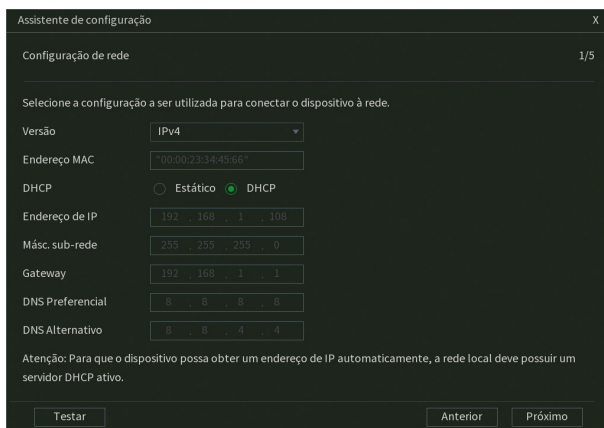 Assistente de configuração X
Configuração de rede 1/5
Selecione a configuração a ser utilizada para conectar o dispositivo à rede.
Versão IPv4
Endereço MAC "00:00:23:34:45:66"
DHCP Estático DHCP
Endereço de IP 192 . 168 . 1 . 108
Másc. sub-rede 255 . 255 . 255 . 0
Gateway 192 . 168 . 1 . 1
DNS Preferencial 8 . 8 . 8 . 8
DNS Alternativo 8 . 8 . 4 . 4
Atenção: Para que o dispositivo possa obter um endereço de IP automaticamente, a rede local deve possuir um
servidor DHCP ativo.
Testar Anterior Próximo